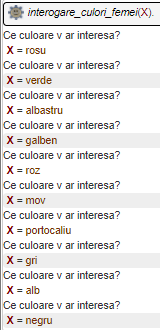 interogare_culori_femei(X).
Ce culoare v ar interesa?
X = rosu
Ce culoare v ar interesa?
X = verde
Ce culoare v ar interesa?
X = albastru
Ce culoare v ar interesa?
X = galben
Ce culoare v ar interesa?
X = roz
Ce culoare v ar interesa?
X = mov
Ce culoare v ar interesa?
X = portocaliu
Ce culoare v ar interesa?
X = gri
Ce culoare v ar interesa?
X = alb
Ce culoare v ar interesa?
X = negru